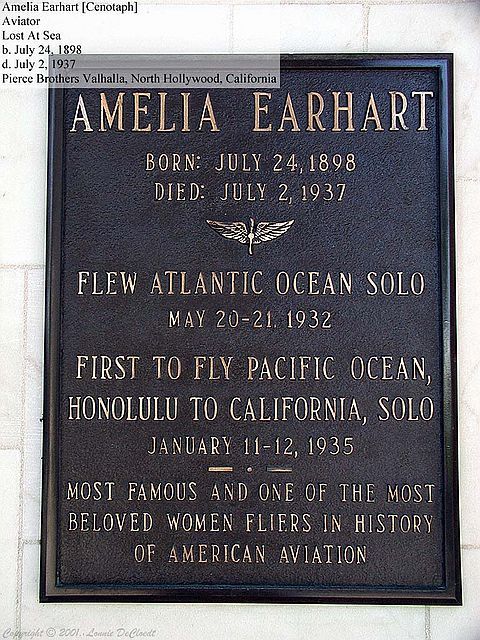 Amelia Earhart [Cenotaph]
Aviator
Lost At Sea
b. July 24, 1898
d. July 2, 1937
Pierce Brothers Valhalla, North Hollywood, California
AMELIA EARHART
BORN: JULY 24, 1898
DIED: JULY 2, 1937
FLEW ATLANTIC OCEAN SOLO
MAY 20-21, 1932
FIRST TO FLY PACIFIC OCEAN,
HONOLULU TO CALIFORNIA, SOLO
JANUARY 11-12, 1935
MOST FAMOUS AND ONE OF THE MOST
BELOVED WOMEN FLIERS IN HISTORY
OF AMERICAN AVIATION
Copyright © 2001, Lonnie DeCloedt